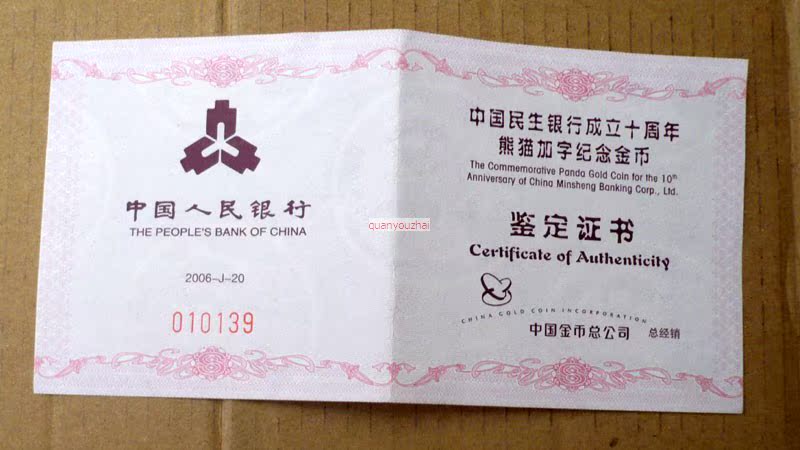 中国人民银行
THE PEOPLE'S BANK OF CHINA
2006-J-20
010139
quanyouzhai
中国民生银行成立十周年
熊猫加字纪念金币
The Commemorative Panda Gold Coin for the 10th
Anniversary of China Minsheng Banking Corp., Ltd.
鉴定证书
Certificate of Authenticity
CHINA GOLD COIN INCORPORATION
中国金币总公司 总经销